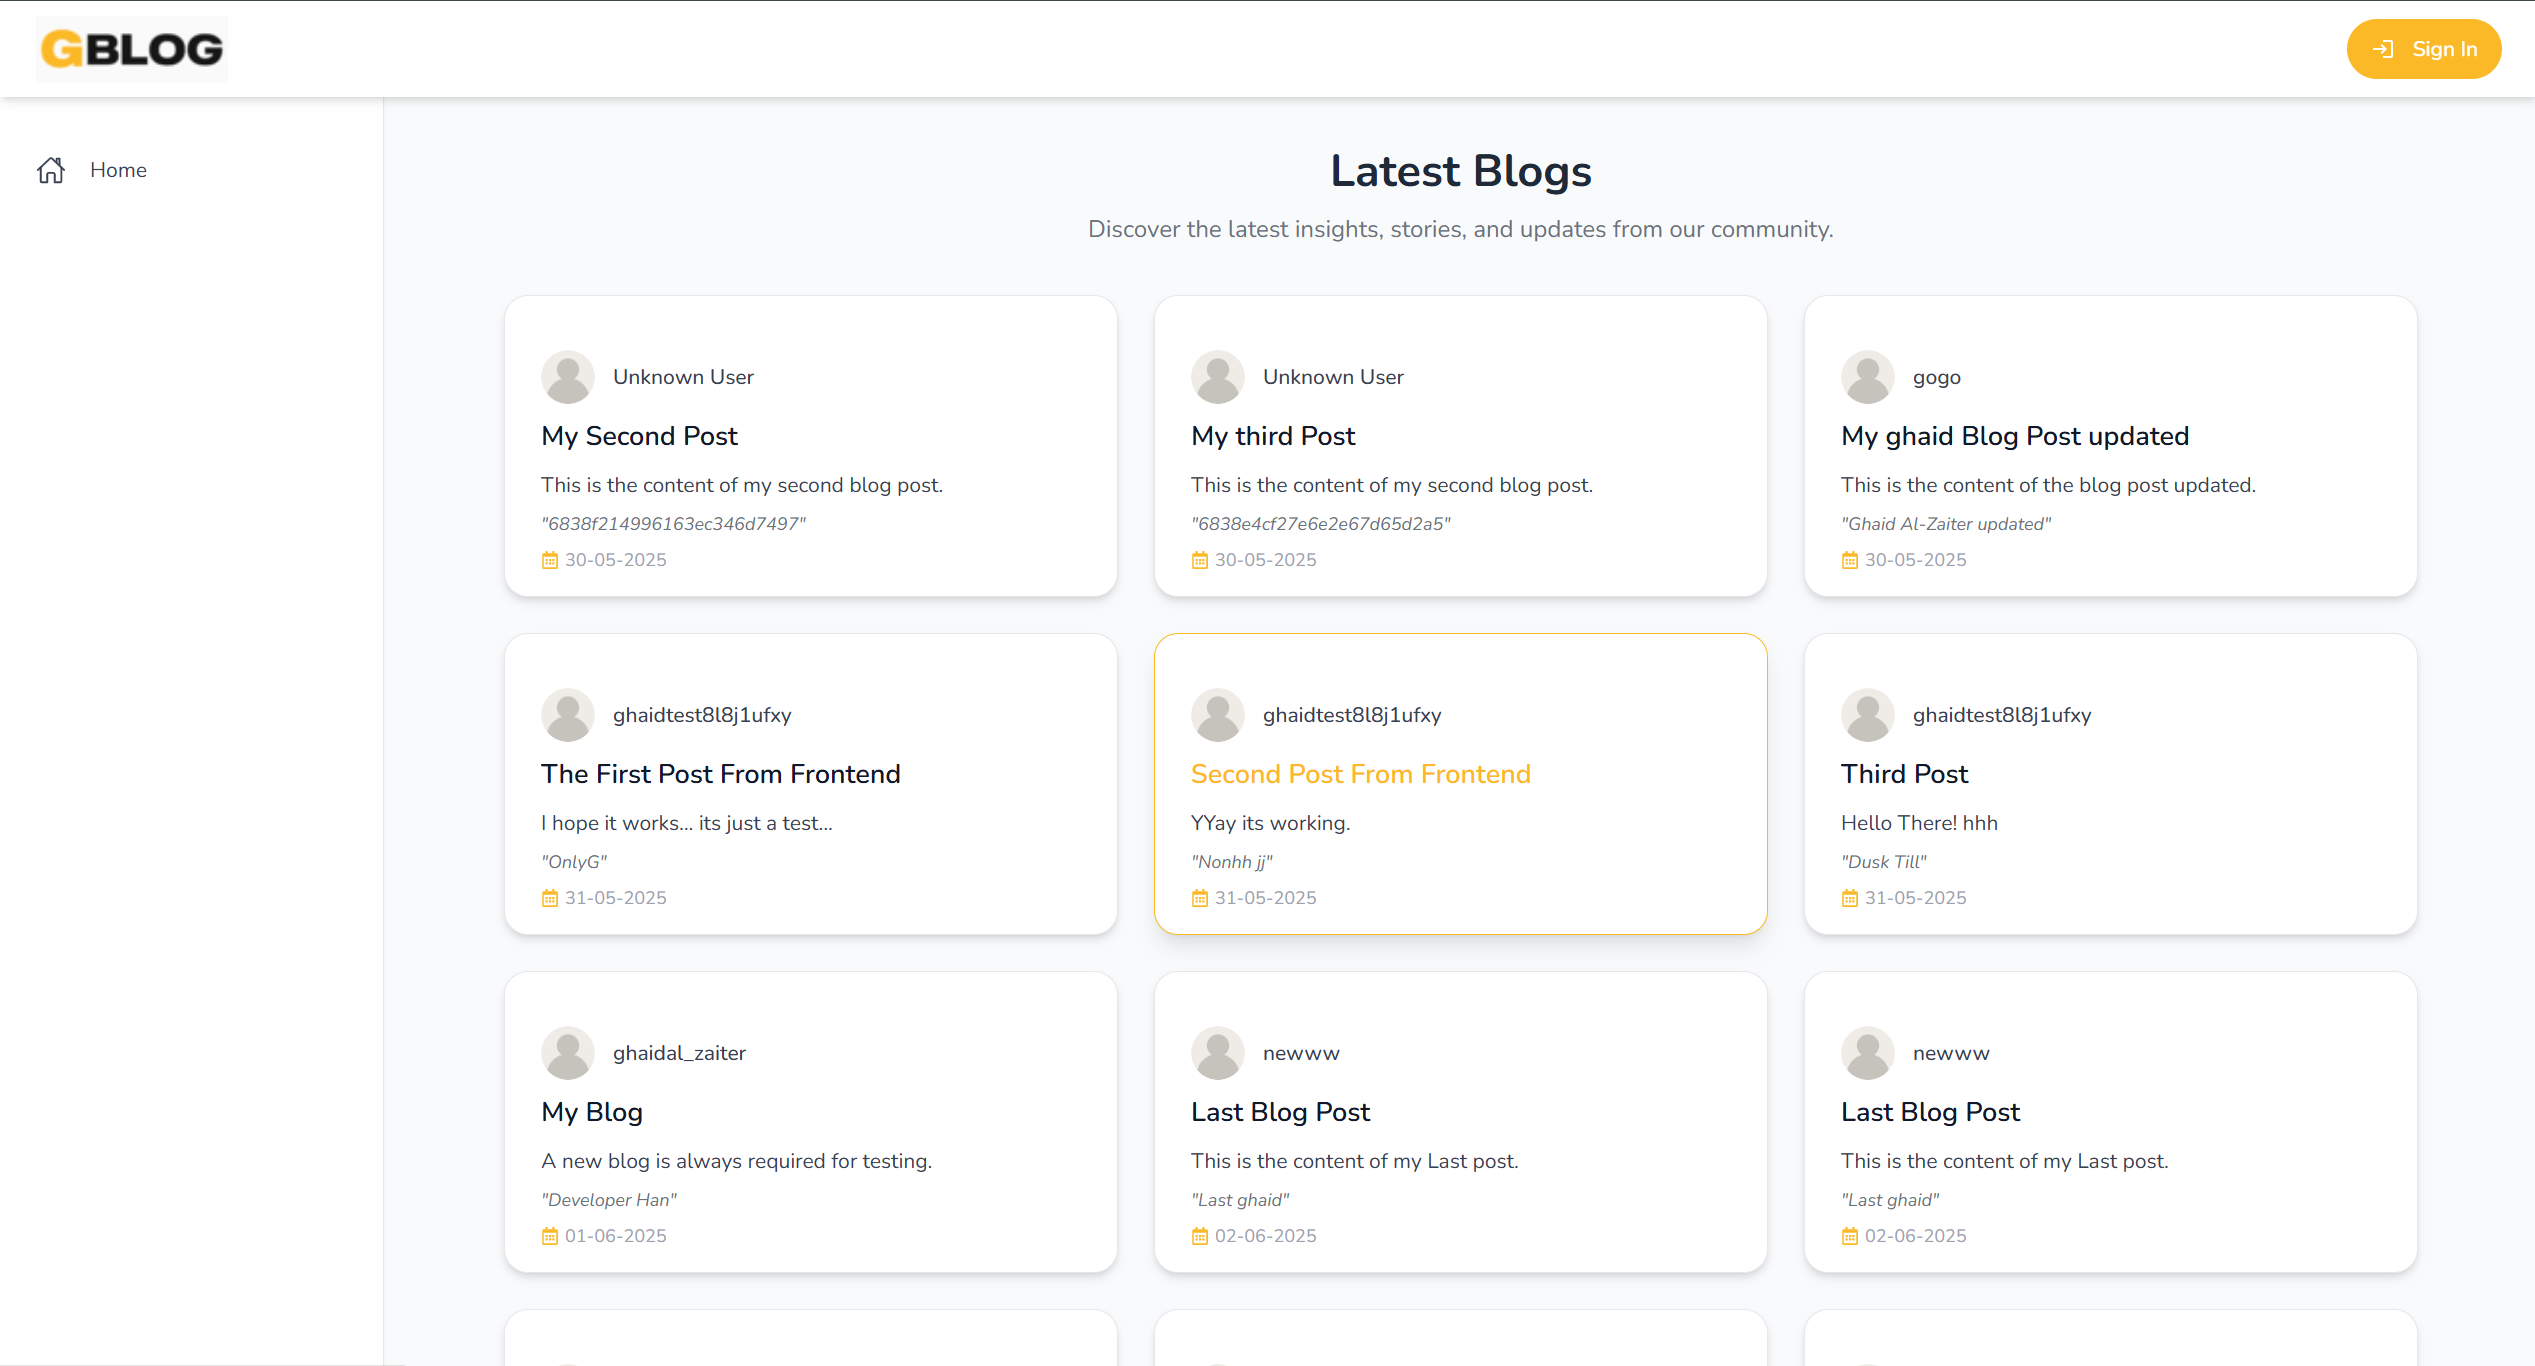 GBLOG
Sign In
Home
Latest Blogs
Discover the latest insights, stories, and updates from our community.
Unknown User
My Second Post
This is the content of my second blog post.
"6838f214996163ec346d7497"
30-05-2025
Unknown User
My third Post
This is the content of my second blog post.
"6838e4cf27e6e2e67d65d2a5"
30-05-2025
gogo
My ghaid Blog Post updated
This is the content of the blog post updated.
"Ghaid Al-Zaiter updated"
30-05-2025
ghaidtest8l8j1ufxy
The First Post From Frontend
I hope it works... its just a test...
"OnlyG"
31-05-2025
ghaidtest8l8j1ufxy
Second Post From Frontend
YYay its working.
"Nonhh jj"
31-05-2025
ghaidtest8l8j1ufxy
Third Post
Hello There! hhh
"Dusk Till"
31-05-2025
ghaidal_zaiter
My Blog
A new blog is always required for testing.
"Developer Han"
01-06-2025
newww
Last Blog Post
This is the content of my Last post.
"Last ghaid"
02-06-2025
newww
Last Blog Post
This is the content of my Last post.
"Last ghaid"
02-06-2025